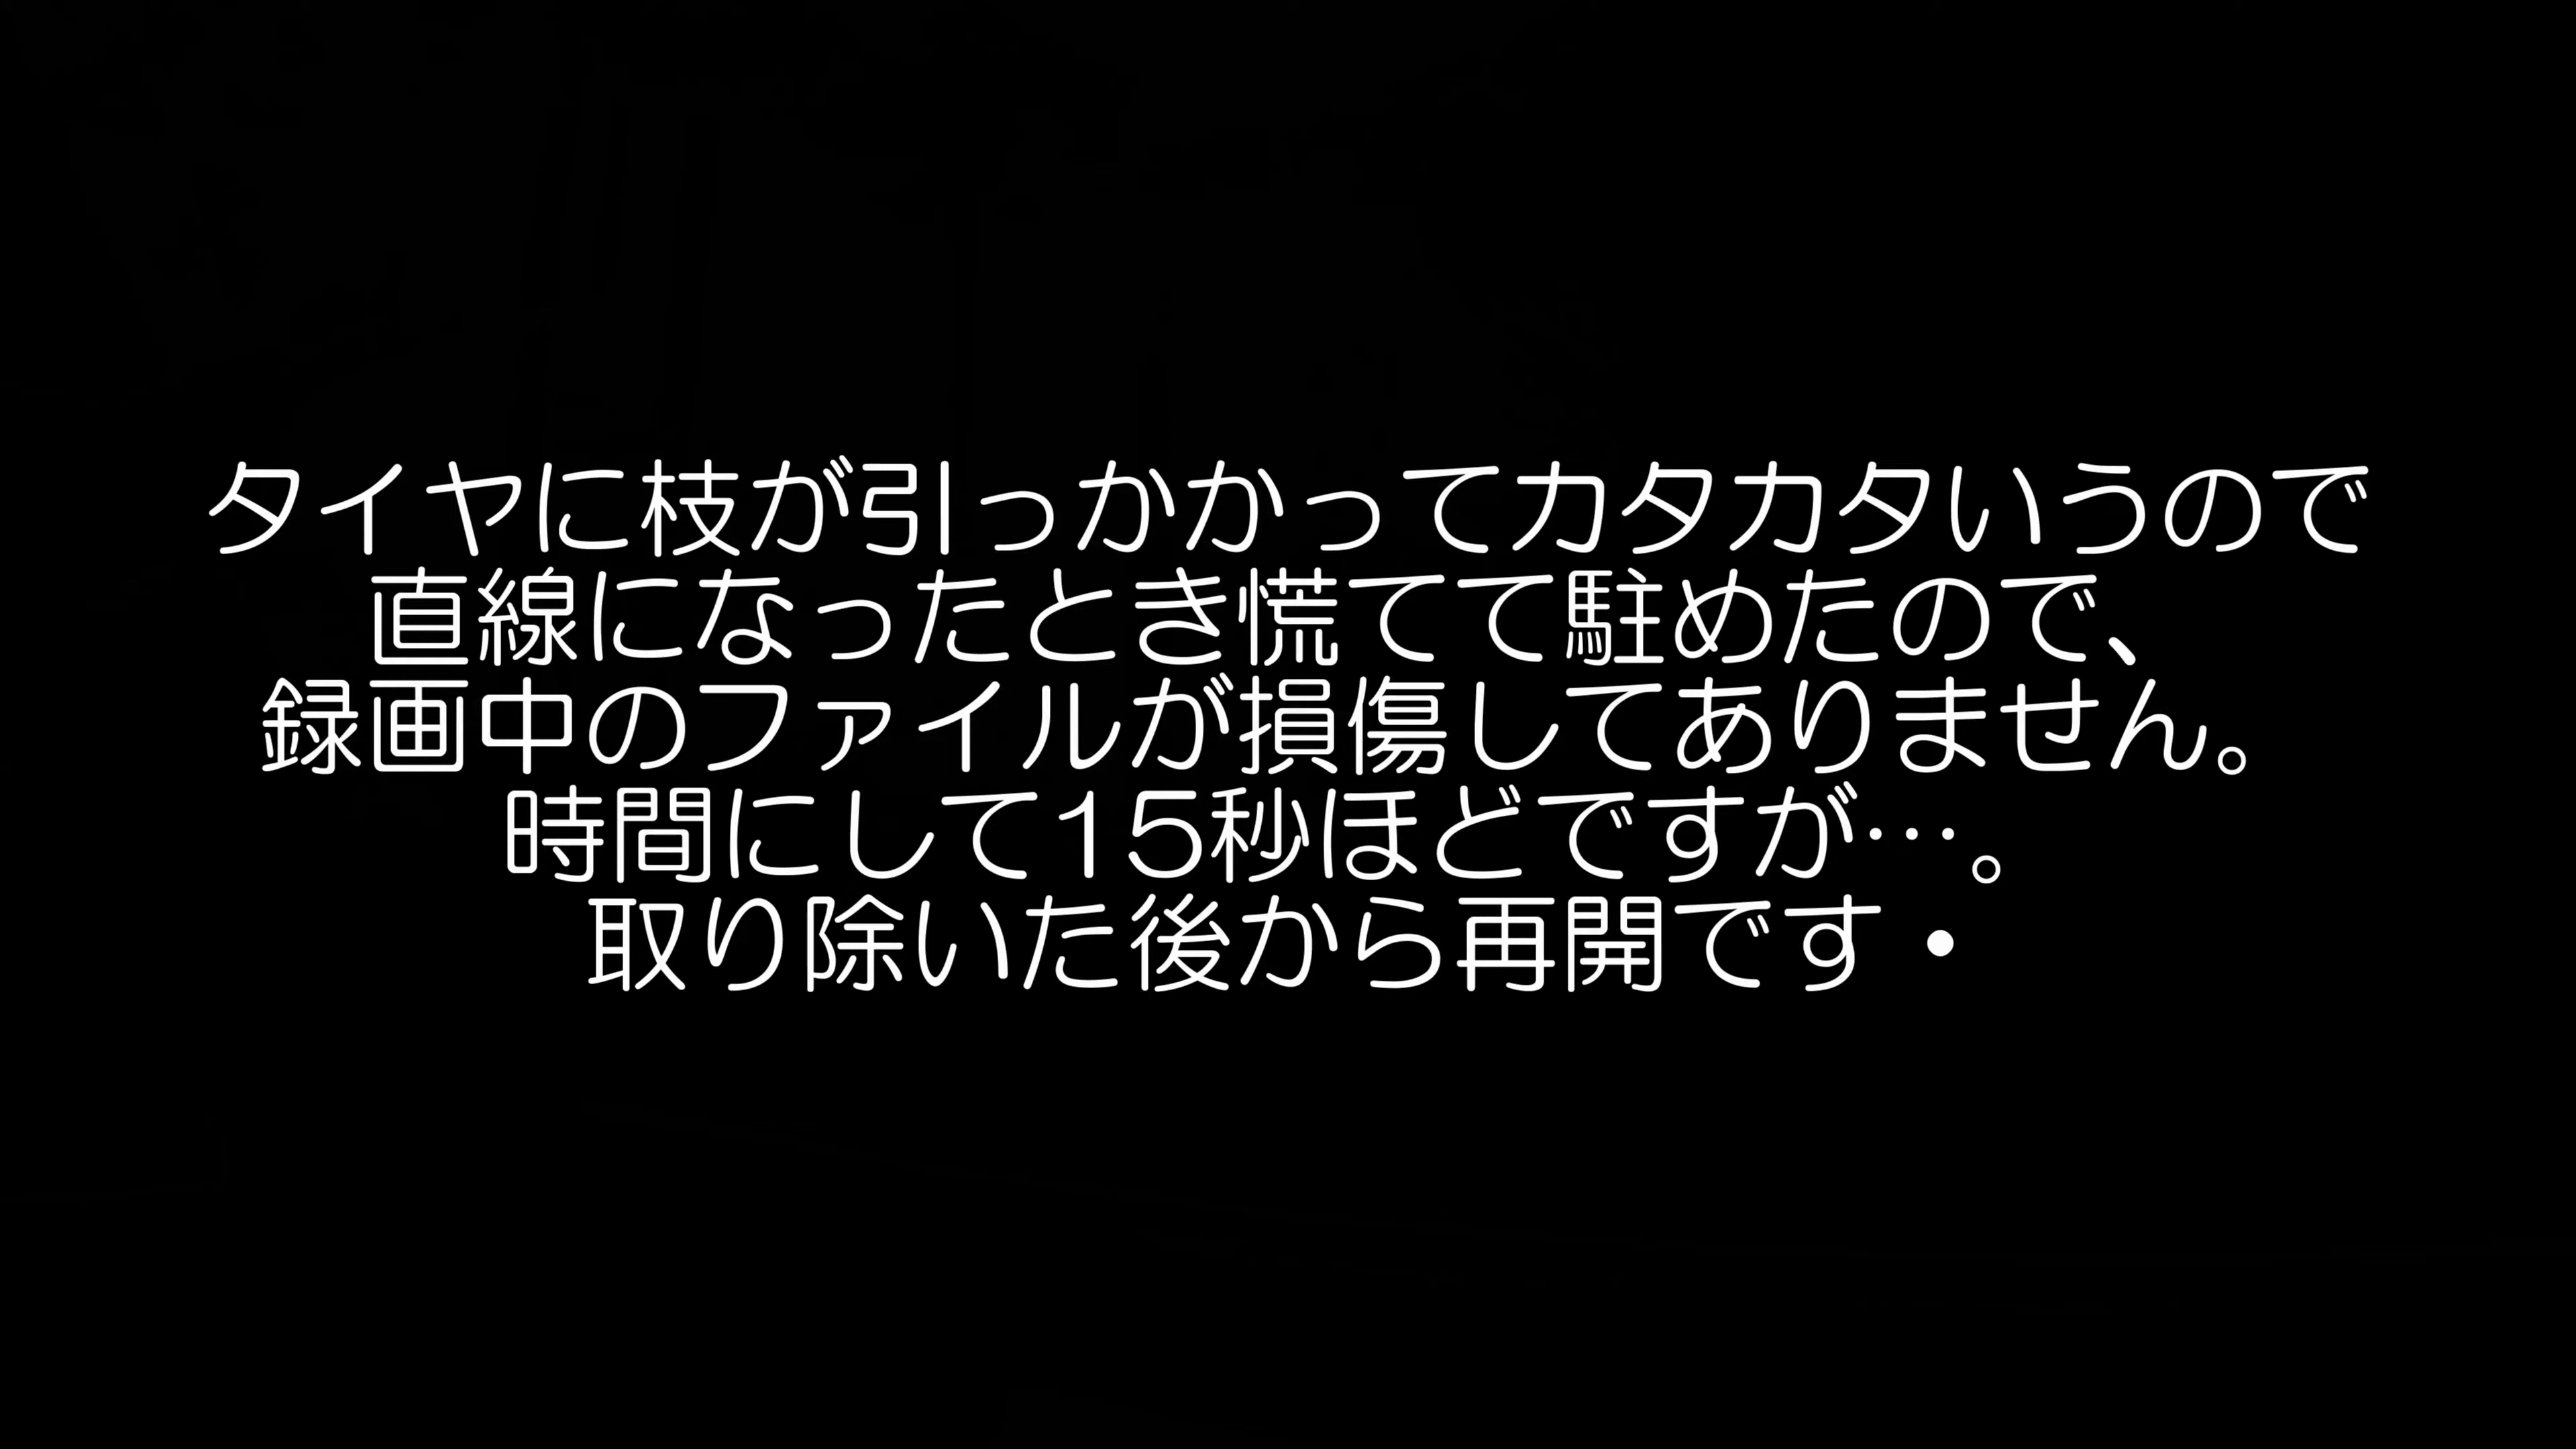 タイヤに枝が引っかかってカタカタいうので
直線になったとき慌てて駐めたので、
録画中のファイルが損傷してありません。
時間にして15秒ほどですが…。
取り除いた後から再開です・